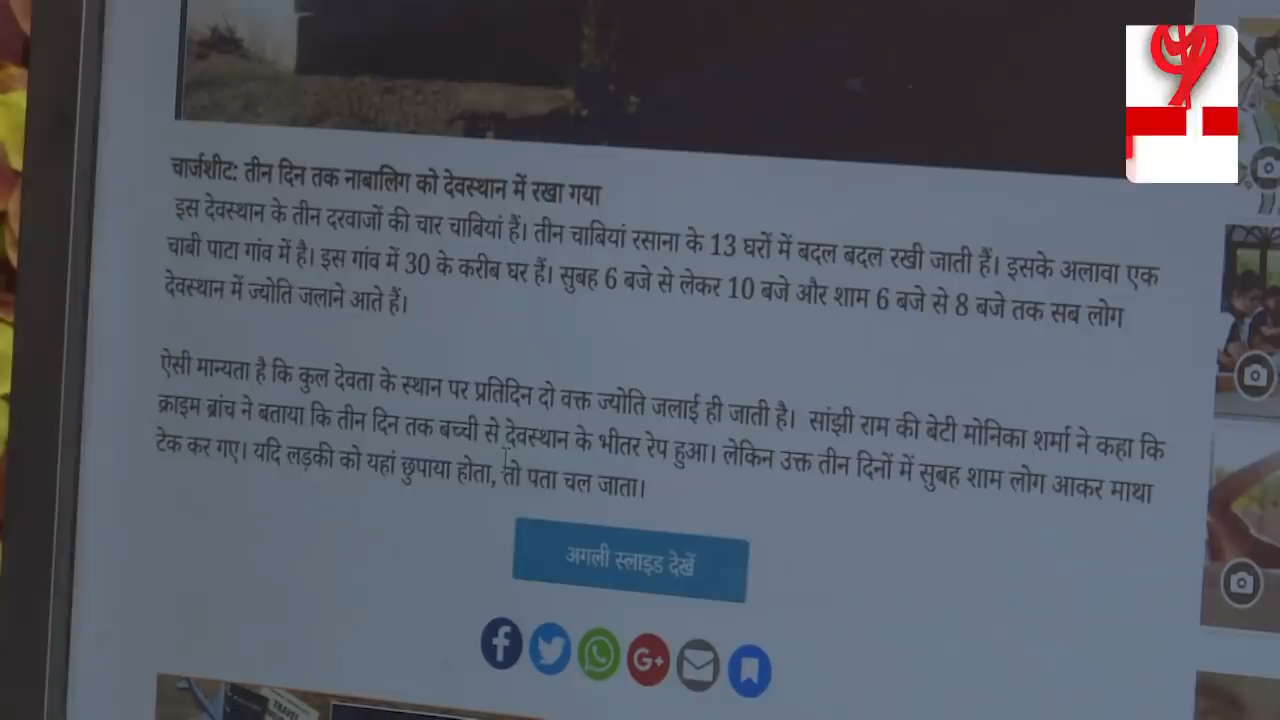 चार्जशीट: तीन दिन तक नाबालिग को देवस्थान में रखा गया
इस देवस्थान के तीन दरवाजों की चार चाबियां हैं। तीन चाबियां रसाना के 13 घरों में बदल बदल रखी जाती हैं। इसके अलावा एक
चाबी पाटा गांव में है। इस गांव में 30 के करीब घर हैं। सुबह 6 बजे से लेकर 10 बजे और शाम 6 बजे से 8 बजे तक सब लोग
देवस्थान में ज्योति जलाने आते हैं।
ऐसी मान्यता है कि कुल देवता के स्थान पर प्रतिदिन दो वक्त ज्योति जलाई ही जाती है। सांझी राम की बेटी मोनिका शर्मा ने कहा कि
क्राइम ब्रांच ने बताया कि तीन दिन तक बच्ची से देवस्थान के भीतर रेप हुआ। लेकिन उक्त तीन दिनों में सुबह शाम लोग आकर माथा
टेक कर गए। यदि लड़की को यहां छुपाया होता, तो पता चल जाता।
अगली स्लाइड देखें
f
G+
TRAVEL